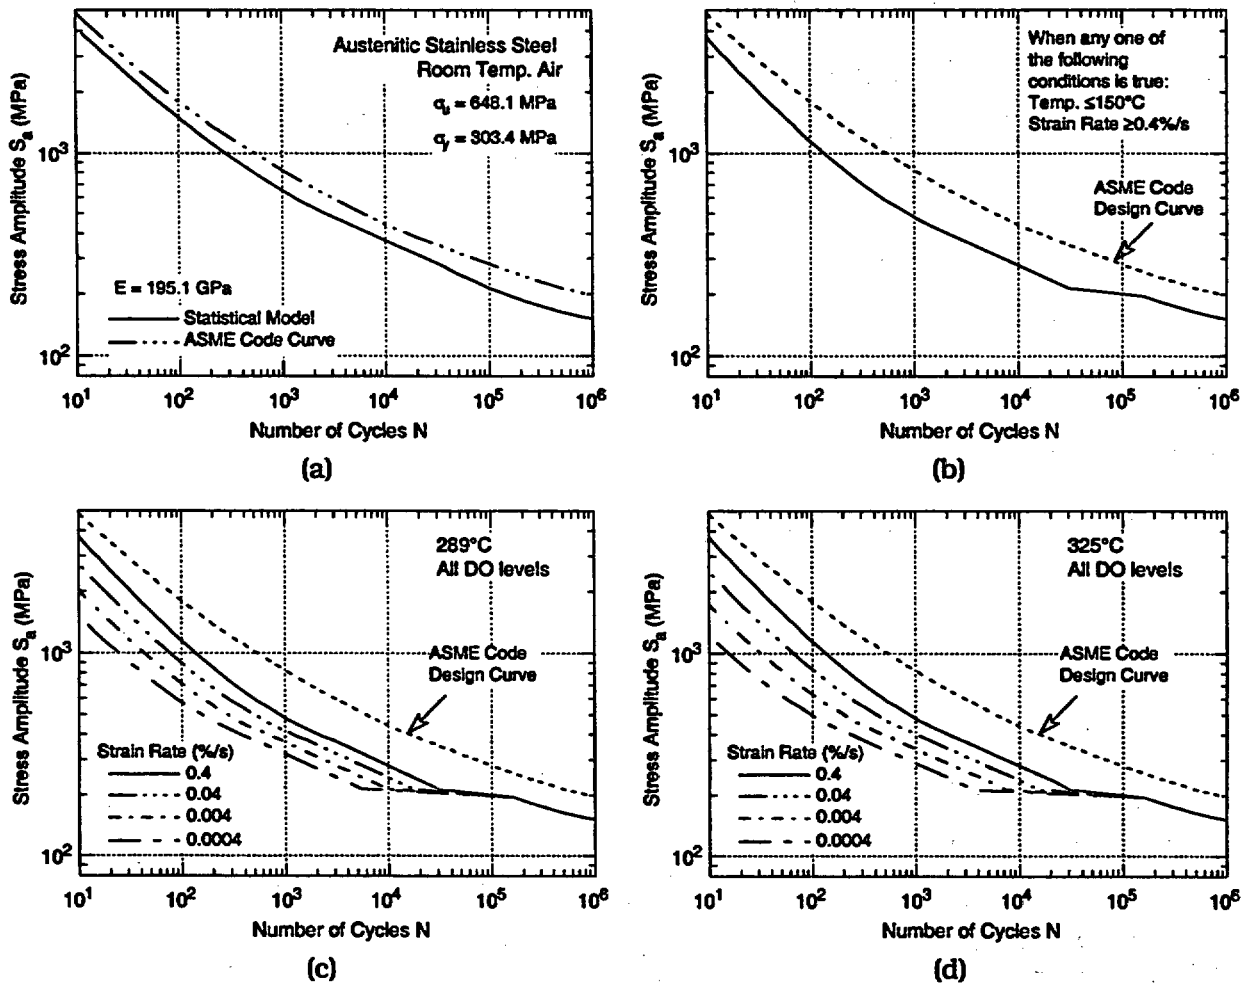 Austenitic Stainless Steel
Room Temp. Air
σu = 648.1 MPa
σy = 303.4 MPa
Stress Amplitude Sa (MPa)
10³
10²
E = 195.1 GPa
Statistical Model
ASME Code Curve
10¹ 10² 10³ 10⁴ 10⁵ 10⁶
Number of Cycles N
(a)
When any one of
the following
conditions is true:
Temp. ≤150°C
Strain Rate ≥0.4%/s
Stress Amplitude Sa (MPa)
10³
ASME Code
Design Curve
10²
10¹ 10² 10³ 10⁴ 10⁵ 10⁶
Number of Cycles N
(b)
289°C
All DO levels
Stress Amplitude Sa (MPa)
10³
ASME Code
Design Curve
Strain Rate (%/s)
0.4
0.04
0.004
0.0004
10²
10¹ 10² 10³ 10⁴ 10⁵ 10⁶
Number of Cycles N
(c)
325°C
All DO levels
Stress Amplitude Sa (MPa)
10³
ASME Code
Design Curve
Strain Rate (%/s)
0.4
0.04
0.004
0.0004
10²
10¹ 10² 10³ 10⁴ 10⁵ 10⁶
Number of Cycles N
(d)